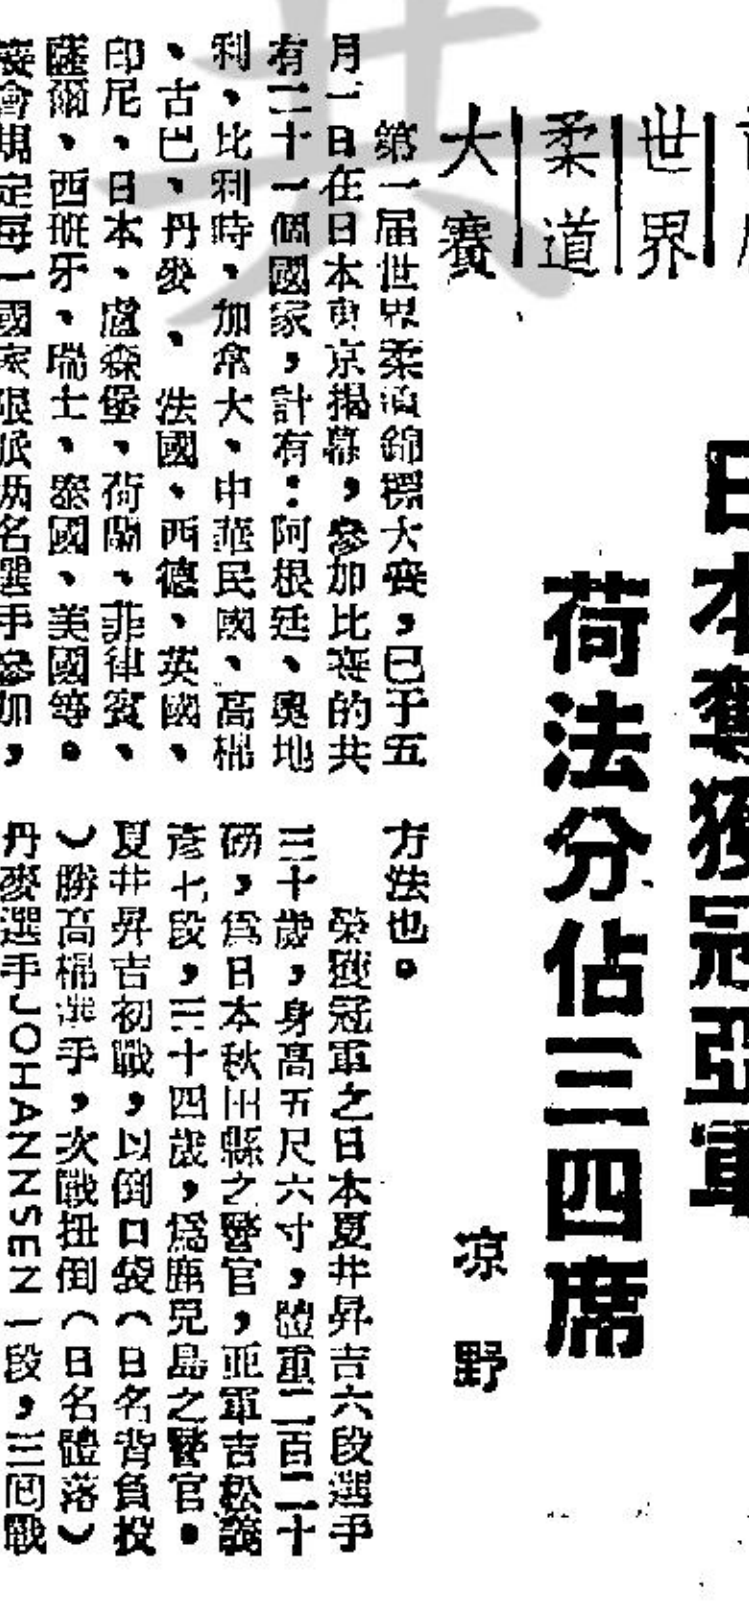 世界
柔道
大賽
日本奪獲冠亞軍
荷法分佔三四席
凉野
第一届世界柔道錦標大賽,已于五
月一日在日本東京揭幕,參加比賽的共
有二十一個國家,計有:阿根廷、奧地
利、比利時、加拿大、中華民國、高棉
、古巴、丹麥、法國、西德、英國、
印尼、日本、盧森堡、荷蘭、菲律賓、
薩爾、西班牙、瑞士、泰國、美國等。
賽會規定每一國家限派兩名選手參加,
方法也。
榮獲冠軍之日本夏井昇吉六段選手
三十歲,身高五尺六寸,體重二百二十
磅,爲日本秋田縣之警官,亞軍吉松義
彥七段,三十四歲,爲鹿兒島之警官。
夏井昇吉初戰,以倒口袋(日名背負投
)勝高棉選手,次戰扭倒(日名體落)
丹麥選手JOHANNSEN一段,三回戰